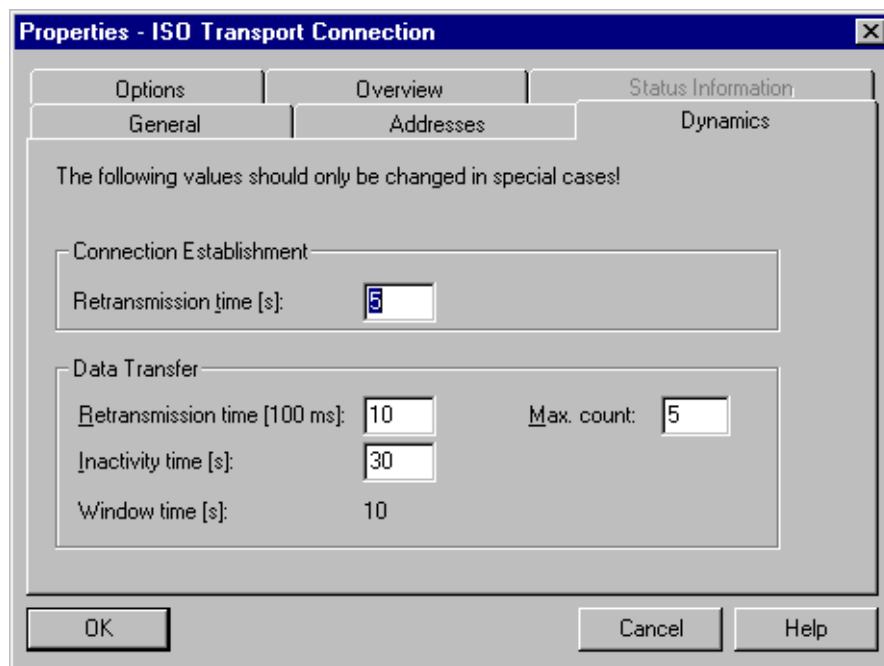 Properties - ISO Transport Connection
Options Overview Status Information
General Addresses Dynamics
The following values should only be changed in special cases!
Connection Establishment
Retransmission time [s]: 5
Data Transfer
Retransmission time [100 ms]: 10 Max. count: 5
Inactivity time [s]: 30
Window time [s]: 10
OK Cancel Help